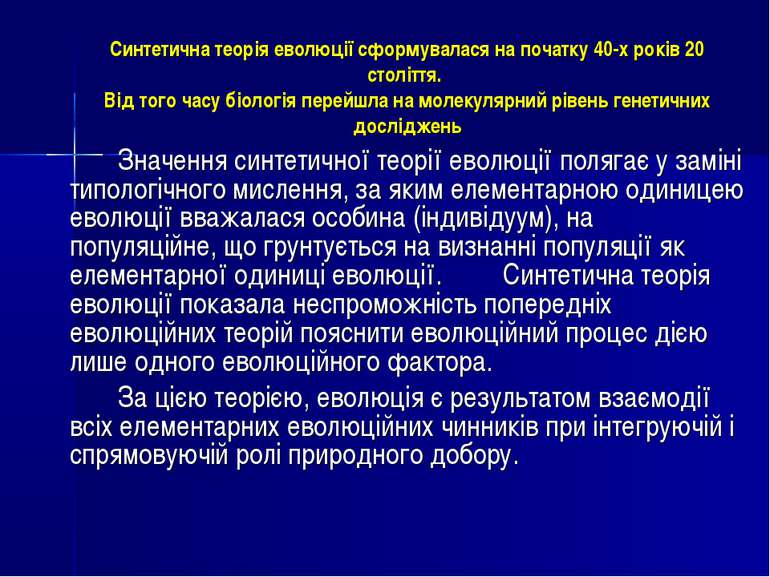 Синтетична теорія еволюції сформувалася на початку 40-х років 20
століття.
Від того часу біологія перейшла на молекулярний рівень генетичних
досліджень
Значення синтетичної теорії еволюції полягає у заміні
типологічного мислення, за яким елементарною одиницею
еволюції вважалася особина (індивідуум), на
популяційне, що грунтується на визнанні популяції як
елементарної одиниці еволюції. Синтетична теорія
еволюції показала неспроможність попередніх
еволюційних теорій пояснити еволюційний процес дією
лише одного еволюційного фактора.
За цією теорією, еволюція є результатом взаємодії
всіх елементарних еволюційних чинників при інтегруючій і
спрямовуючій ролі природного добору.